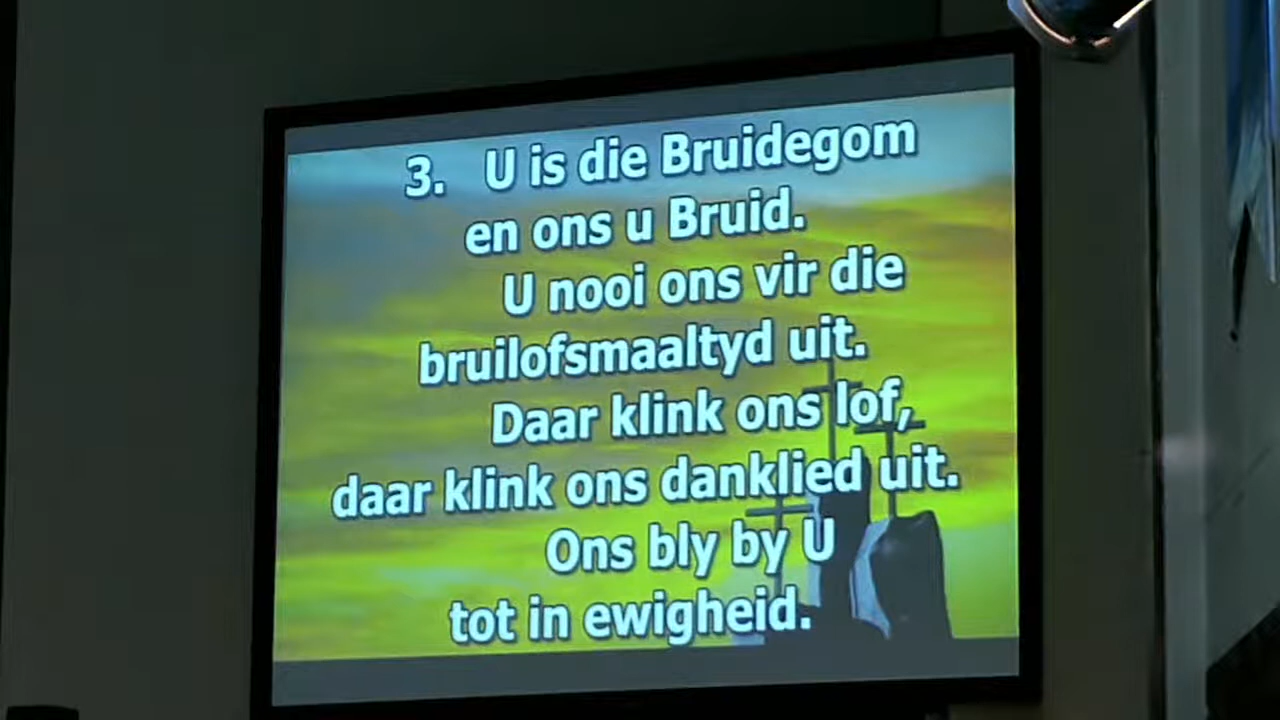 3. U is die Bruidegom
en ons u Bruid.
U nooi ons vir die
bruilofsmaaltyd uit.
Daar klink ons lof,
daar klink ons danklied uit.
Ons bly by U
tot in ewigheid.